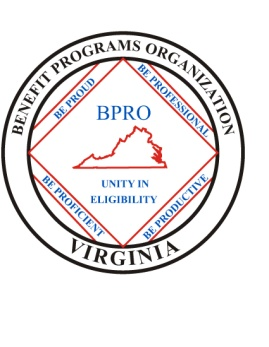 BENEFIT PROGRAMS ORGANIZATION
BE PROUD
BE PROFESSIONAL
BPRO
UNITY IN
ELIGIBILITY
BE PROFICIENT
BE PRODUCTIVE
VIRGINIA